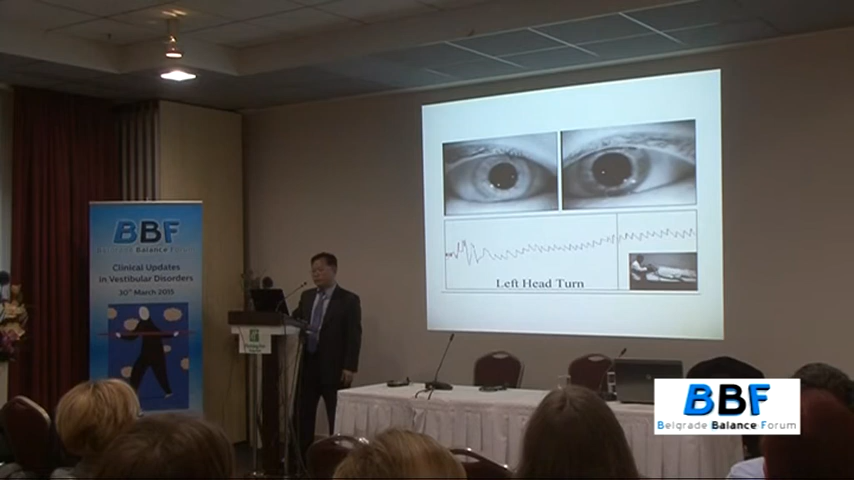 BBF
Belgrade Balance Forum
Clinical Updates
in Vestibular Disorders
30th March 2015
Left Head Turn
BBF
Belgrade Balance Forum